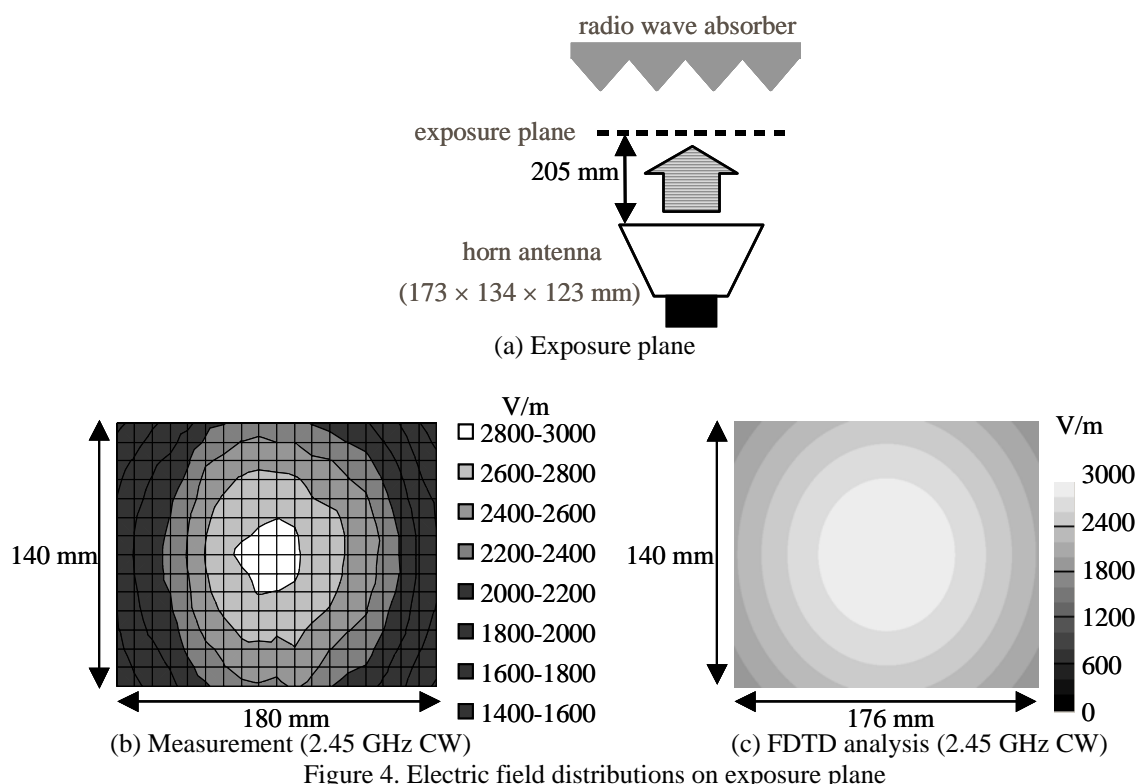 radio wave absorber
exposure plane
205 mm
horn antenna
(173 × 134 × 123 mm)
(a) Exposure plane
V/m
2800-3000
2600-2800
2400-2600
2200-2400
2000-2200
1800-2000
1600-1800
1400-1600
140 mm
180 mm
(b) Measurement (2.45 GHz CW)
V/m
3000
2400
1800
1200
600
0
140 mm
176 mm
(c) FDTD analysis (2.45 GHz CW)
Figure 4. Electric field distributions on exposure plane